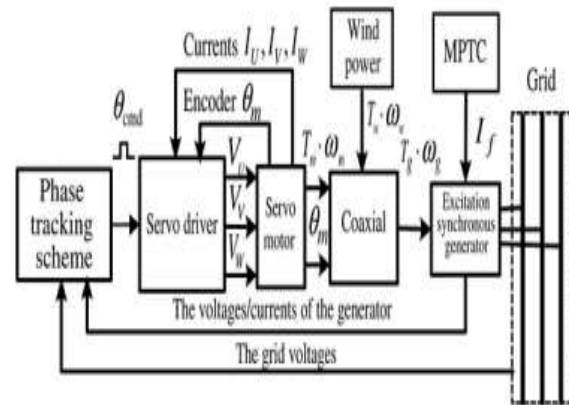 Currents I_U, I_V, I_W
Wind
power
MPTC
Grid
Encoder θ_m
θ_cmd
T_w · ω_w
T_m · ω_m
T_g · ω_g
I_f
V_U
V_V
V_W
θ_m
Phase
tracking
scheme
Servo driver
Servo
motor
Coaxial
Excitation
synchronous
generator
The voltages/currents of the generator
The grid voltages